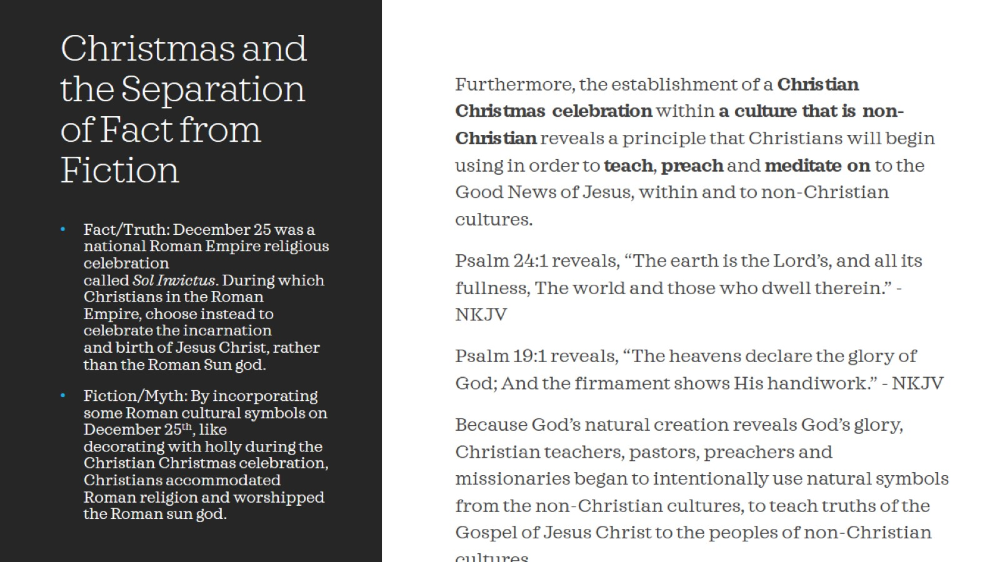 Christmas and
the Separation
of Fact from
Fiction
• Fact/Truth: December 25 was a
national Roman Empire religious
celebration
called Sol Invictus. During which
Christians in the Roman
Empire, choose instead to
celebrate the incarnation
and birth of Jesus Christ, rather
than the Roman Sun god.
• Fiction/Myth: By incorporating
some Roman cultural symbols on
December 25th, like
decorating with holly during the
Christian Christmas celebration,
Christians accommodated
Roman religion and worshipped
the Roman sun god.
Furthermore, the establishment of a Christian
Christmas celebration within a culture that is non-
Christian reveals a principle that Christians will begin
using in order to teach, preach and meditate on to the
Good News of Jesus, within and to non-Christian
cultures.
Psalm 24:1 reveals, “The earth is the Lord’s, and all its
fullness, The world and those who dwell therein.” -
NKJV
Psalm 19:1 reveals, “The heavens declare the glory of
God; And the firmament shows His handiwork.” - NKJV
Because God’s natural creation reveals God’s glory,
Christian teachers, pastors, preachers and
missionaries began to intentionally use natural symbols
from the non-Christian cultures, to teach truths of the
Gospel of Jesus Christ to the peoples of non-Christian
cultures.